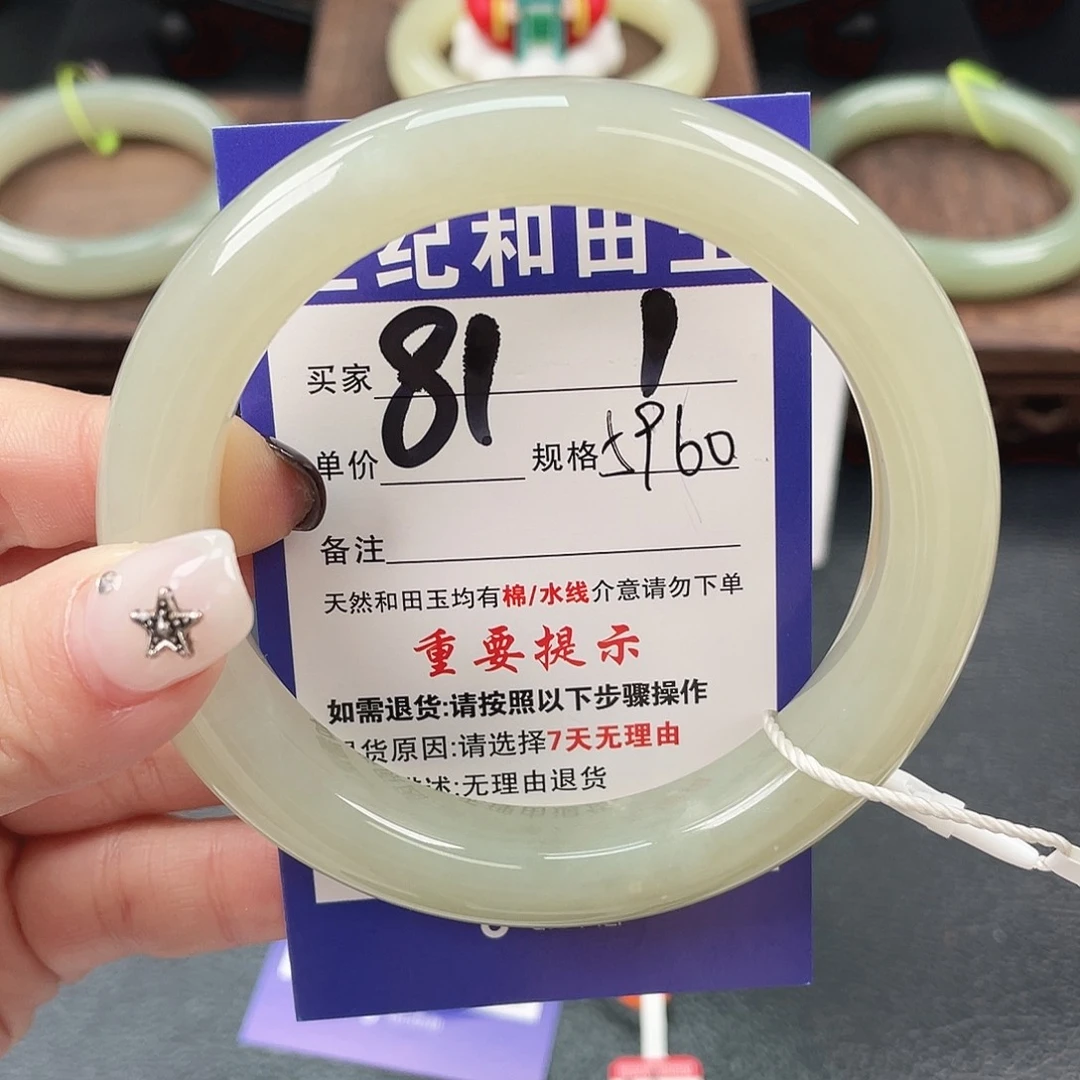 纪和田玉
买家 81 1
单价 规格 960
备注
天然和田玉均有棉/水线介意请勿下单
重要提示
如需退货:请按照以下步骤操作
货原因:请选择7天无理由
述:无理由退货